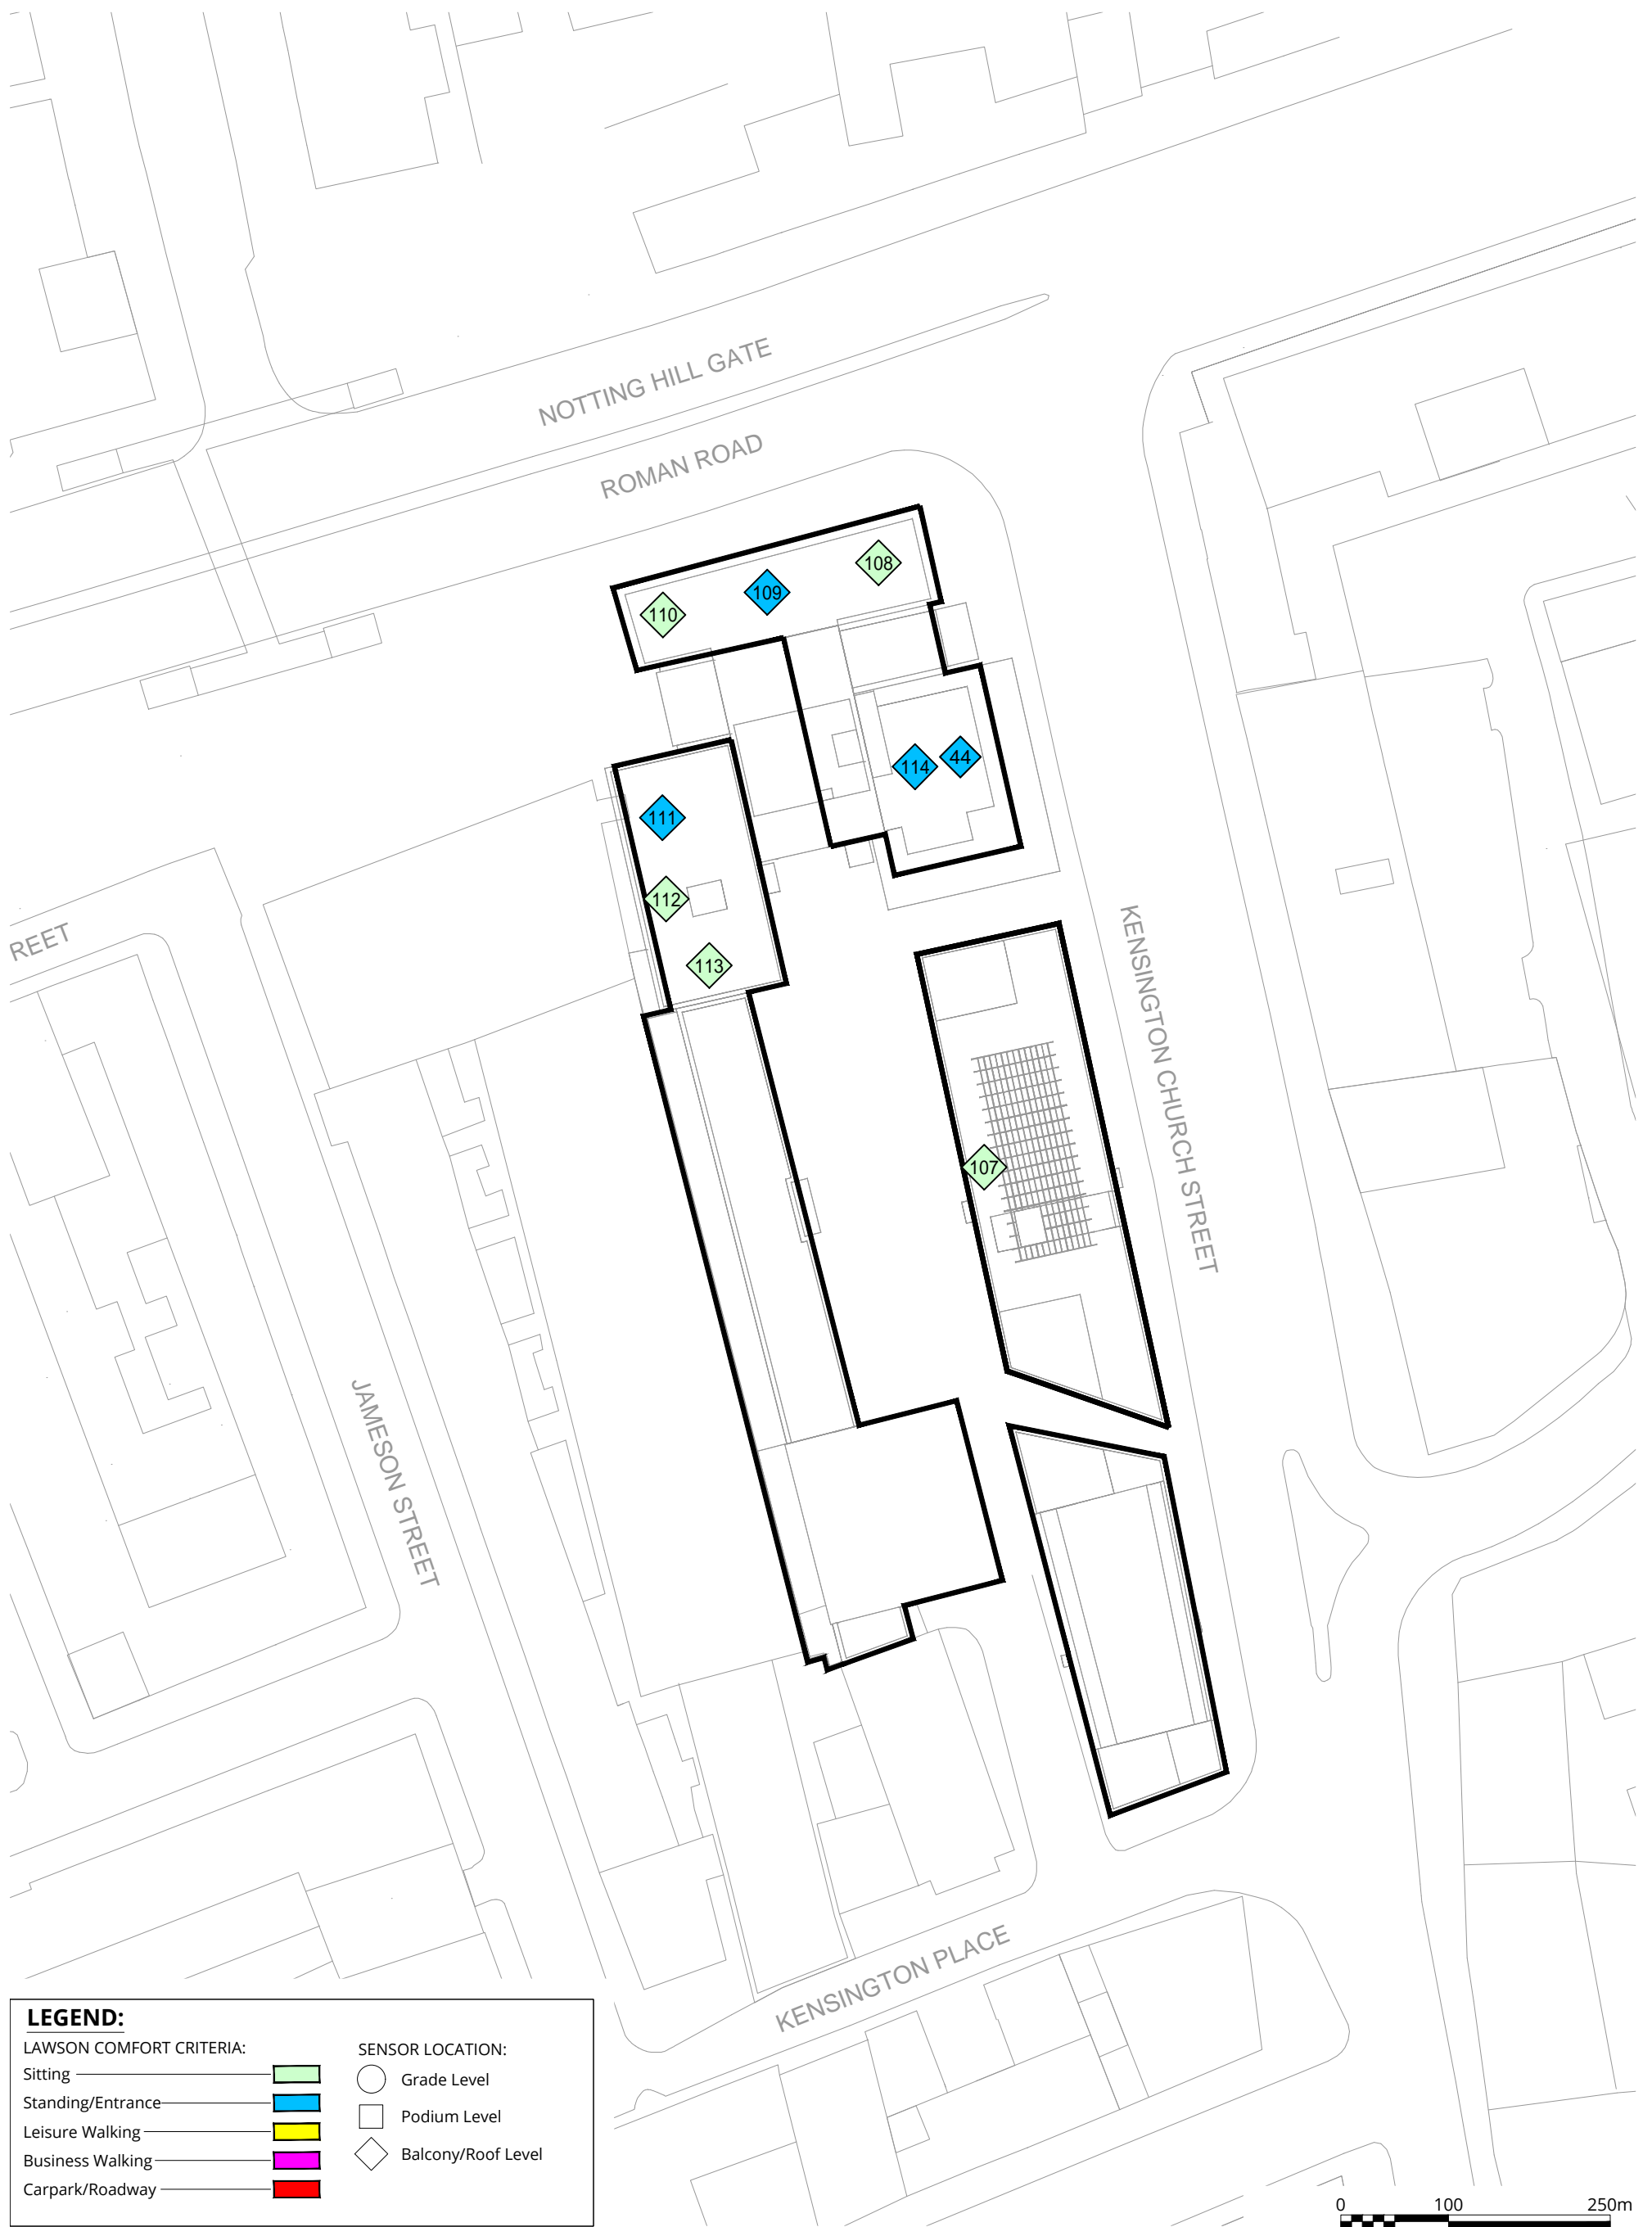 NOTTING HILL GATE
ROMAN ROAD
108
109
110
114
44
111
112
113
REET
KENSINGTON CHURCH STREET
107
JAMESON STREET
KENSINGTON PLACE
LEGEND:
LAWSON COMFORT CRITERIA:
Sitting
Standing/Entrance
Leisure Walking
Business Walking
Carpark/Roadway
SENSOR LOCATION:
Grade Level
Podium Level
Balcony/Roof Level
0 100 250m